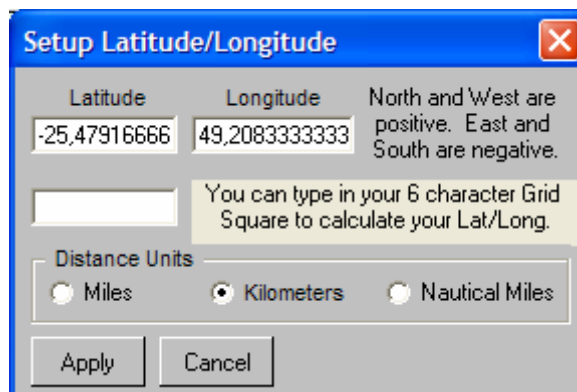 Setup Latitude/Longitude
Latitude
Longitude
North and West are
positive. East and
South are negative.
-25,47916666
49,2083333333
You can type in your 6 character Grid
Square to calculate your Lat/Long.
Distance Units
Miles
Kilometers
Nautical Miles
Apply
Cancel